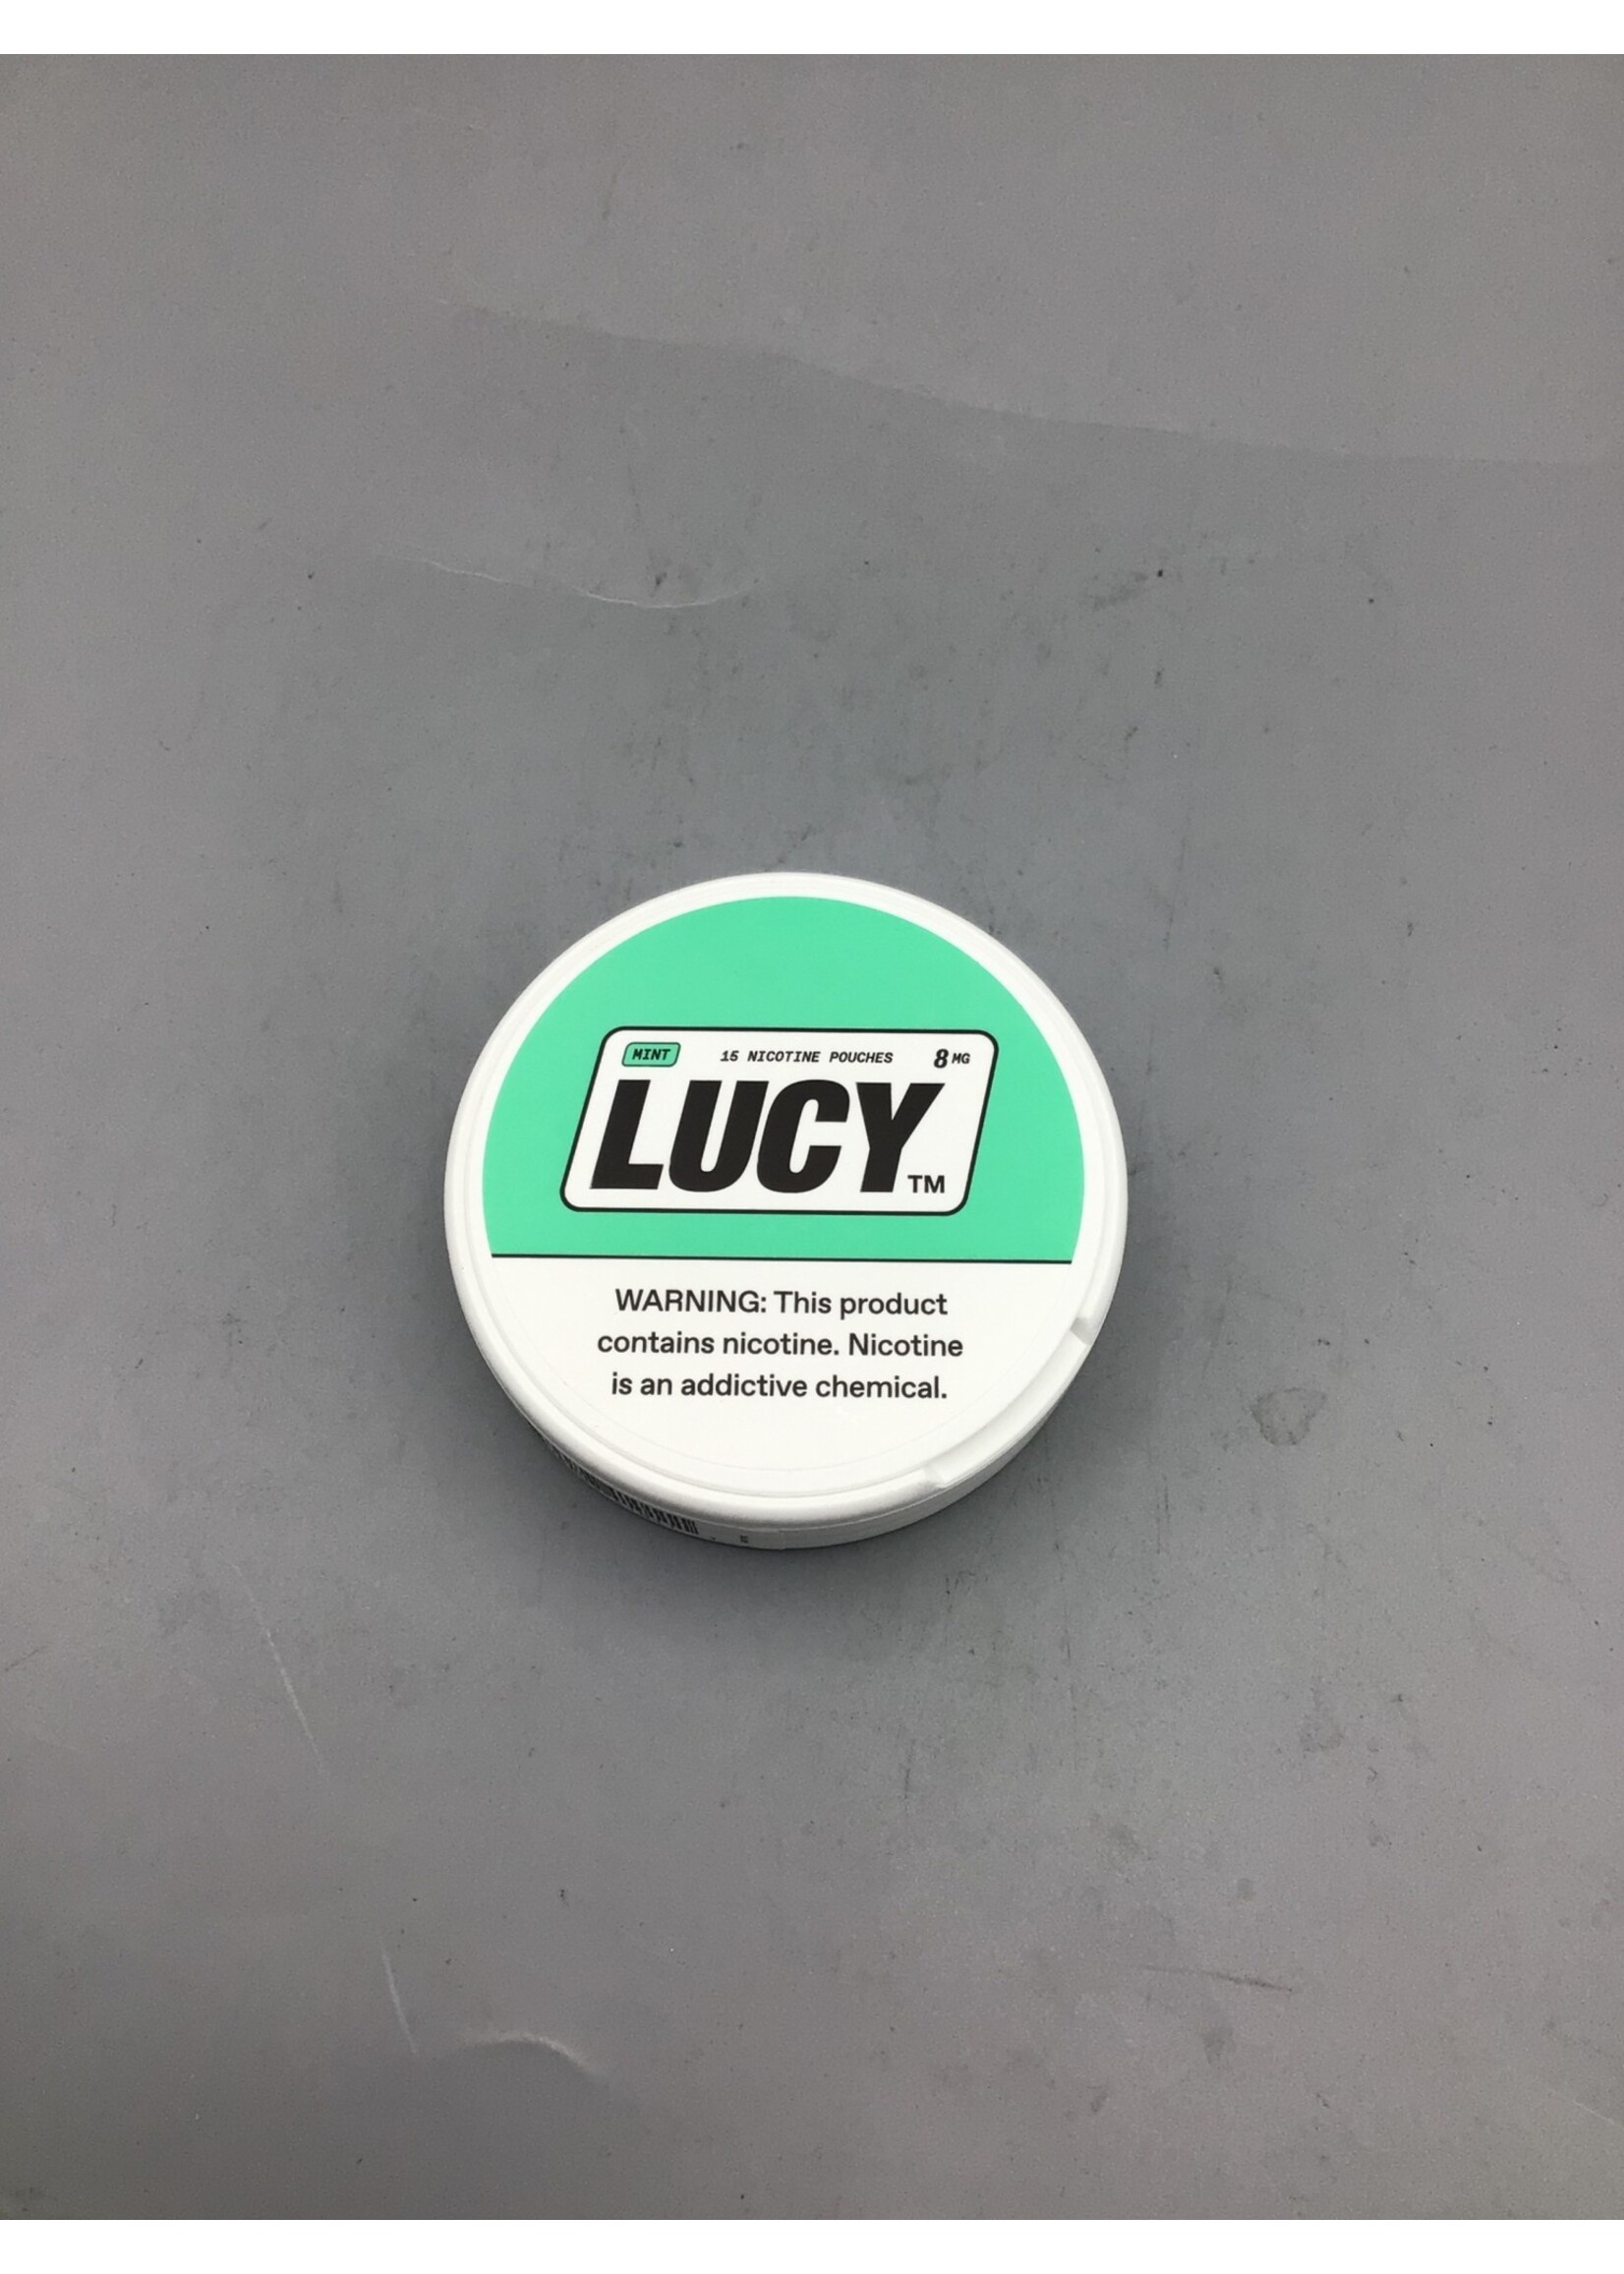 MINT 15 NICOTINE POUCHES 8 MG
LUCY TM
WARNING: This product
contains nicotine. Nicotine
is an addictive chemical.